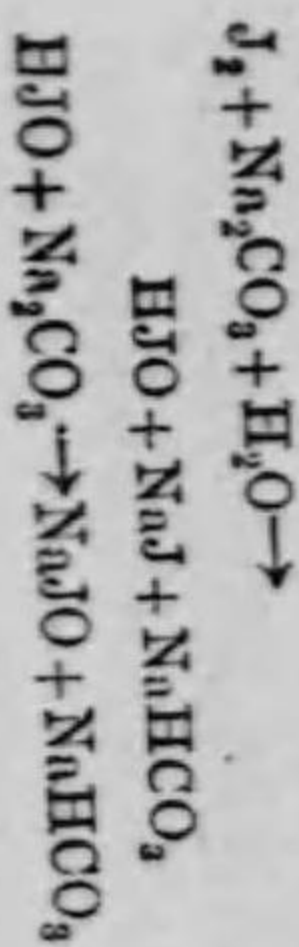 J₂ + Na₂CO₃ + H₂O →
HJO + NaJ + NaHCO₃
HJO + Na₂CO₃ → NaJO + NaHCO₃